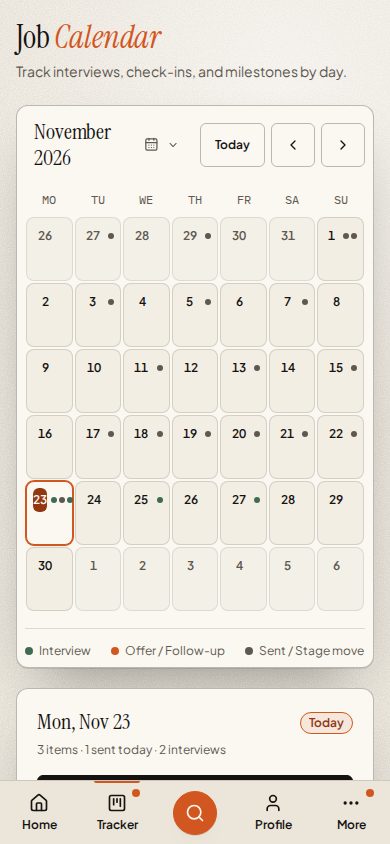 Job Calendar
Track interviews, check-ins, and milestones by day.
November
2026
Today
MO TU WE TH FR SA SU
26 27 28 29 30 31 1
2 3 4 5 6 7 8
9 10 11 12 13 14 15
16 17 18 19 20 21 22
23 24 25 26 27 28 29
30 1 2 3 4 5 6
Interview Offer / Follow-up Sent / Stage move
Mon, Nov 23
Today
3 items · 1 sent today · 2 interviews
Home Tracker Profile More